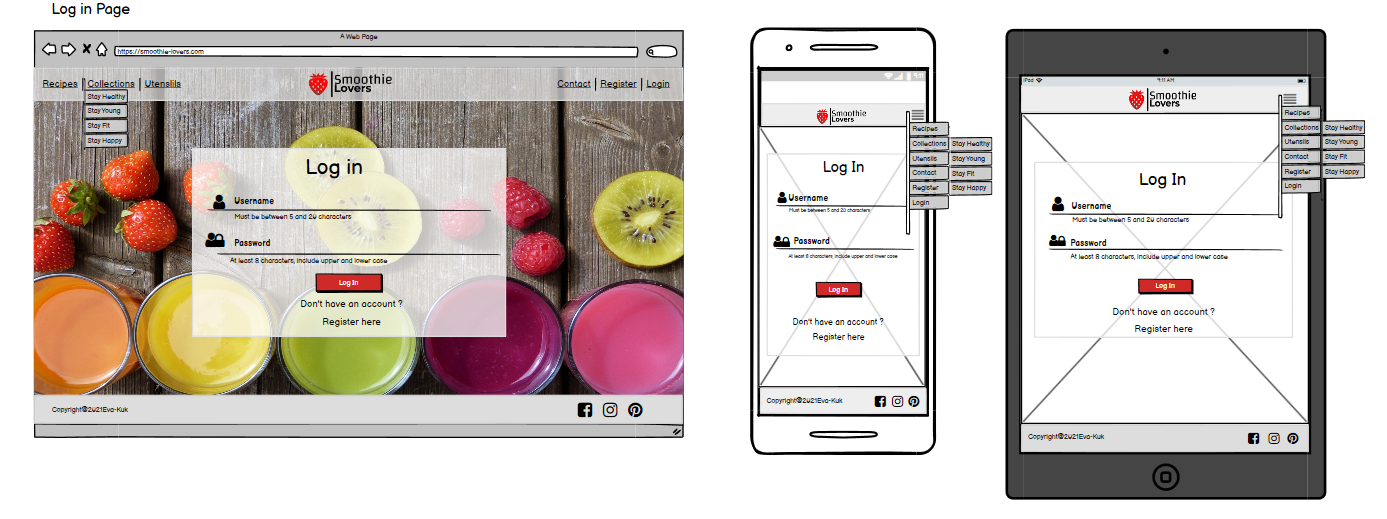 Log in Page
A Web Page
https://smoothie-lovers.com
Recipes Collections Utenslils
Smoothie
Lovers
Contact Register Login
Stay Healthy
Stay Young
Stay Fit
Stay Happy
Log in
Username
Must be between 5 and 20 characters
Password
At least 8 characters, include upper and lower case
Log In
Don't have an account ?
Register here
Copyright@2021Eva-Kuk
9:11
Smoothie
Lovers
Recipes
Collections Stay Healthy
Utensils Stay Young
Contact Stay Fit
Register Stay Happy
Login
Log In
Username
Must be between 5 and 20 characters
Password
At least 8 characters, include upper and lower case
Log In
Don't have an account ?
Register here
Copyright@2021Eva-Kuk
iPad 9:11 AM
Smoothie
Lovers
Recipes
Collections Stay Healthy
Utensils Stay Young
Contact Stay Fit
Register Stay Happy
Login
Log In
Username
Must be between 5 and 20 characters
Password
At least 8 characters, include upper and lower case
Log In
Don't have an account ?
Register here
Copyright@2021Eva-Kuk